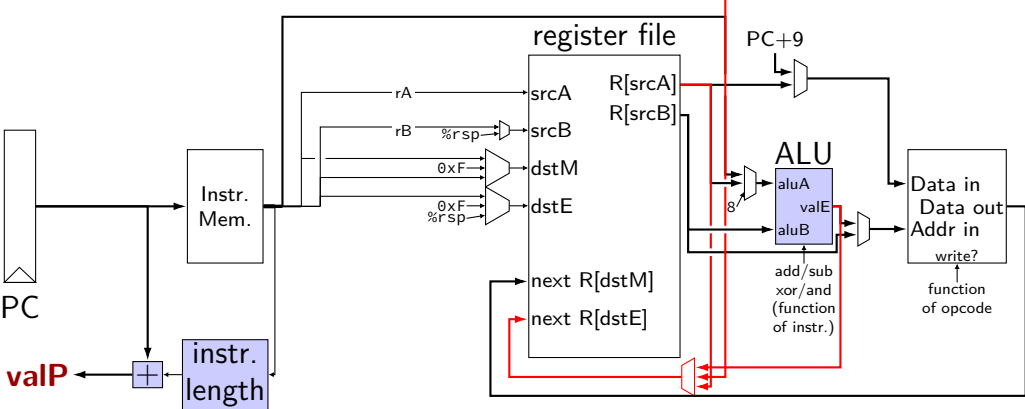 register file
PC+9
rA
srcA
R[srcA]
R[srcB]
rB
%rsp
srcB
0xF
dstM
0xF
%rsp
dstE
Instr.
Mem.
PC
next R[dstM]
next R[dstE]
8
ALU
aluA
valE
aluB
add/sub
xor/and
(function
of instr.)
Data in
Data out
Addr in
write?
function
of opcode
valP
+
instr.
length